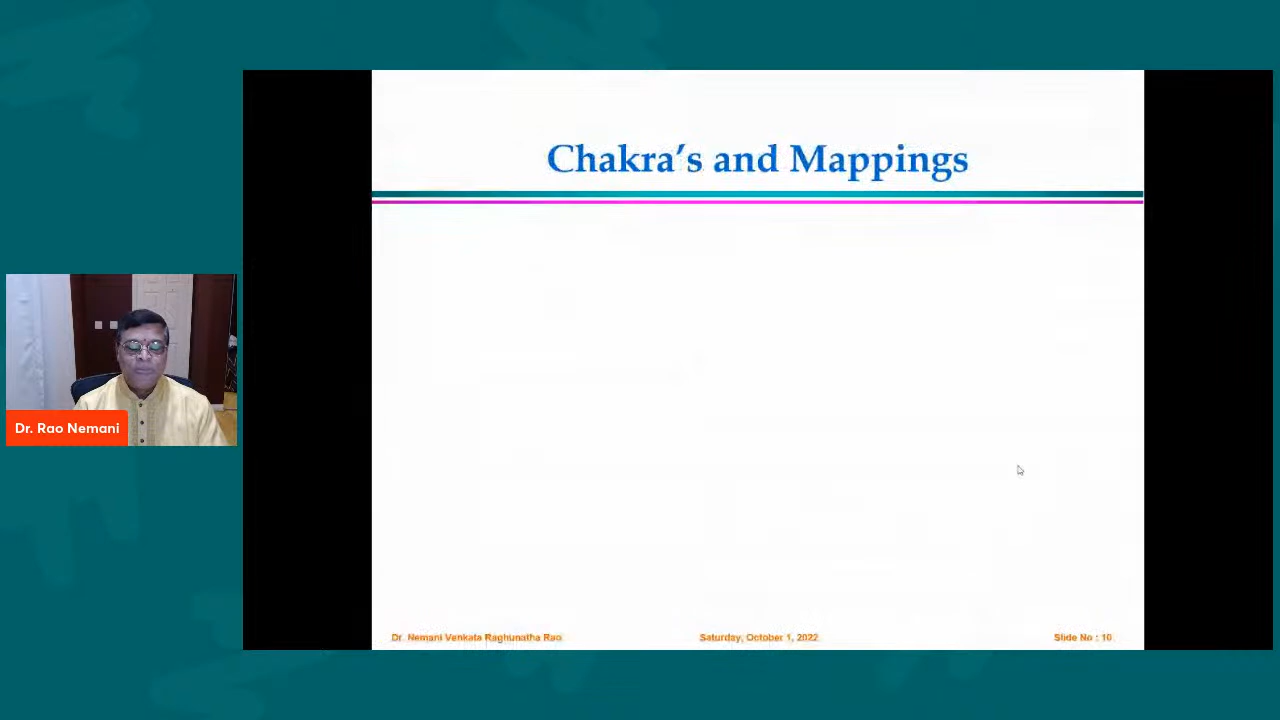 Chakra’s and Mappings
Dr. Rao Nemani
Dr. Nemani Venkata Raghunatha Rao
Saturday, October 1, 2022
Slide No : 10